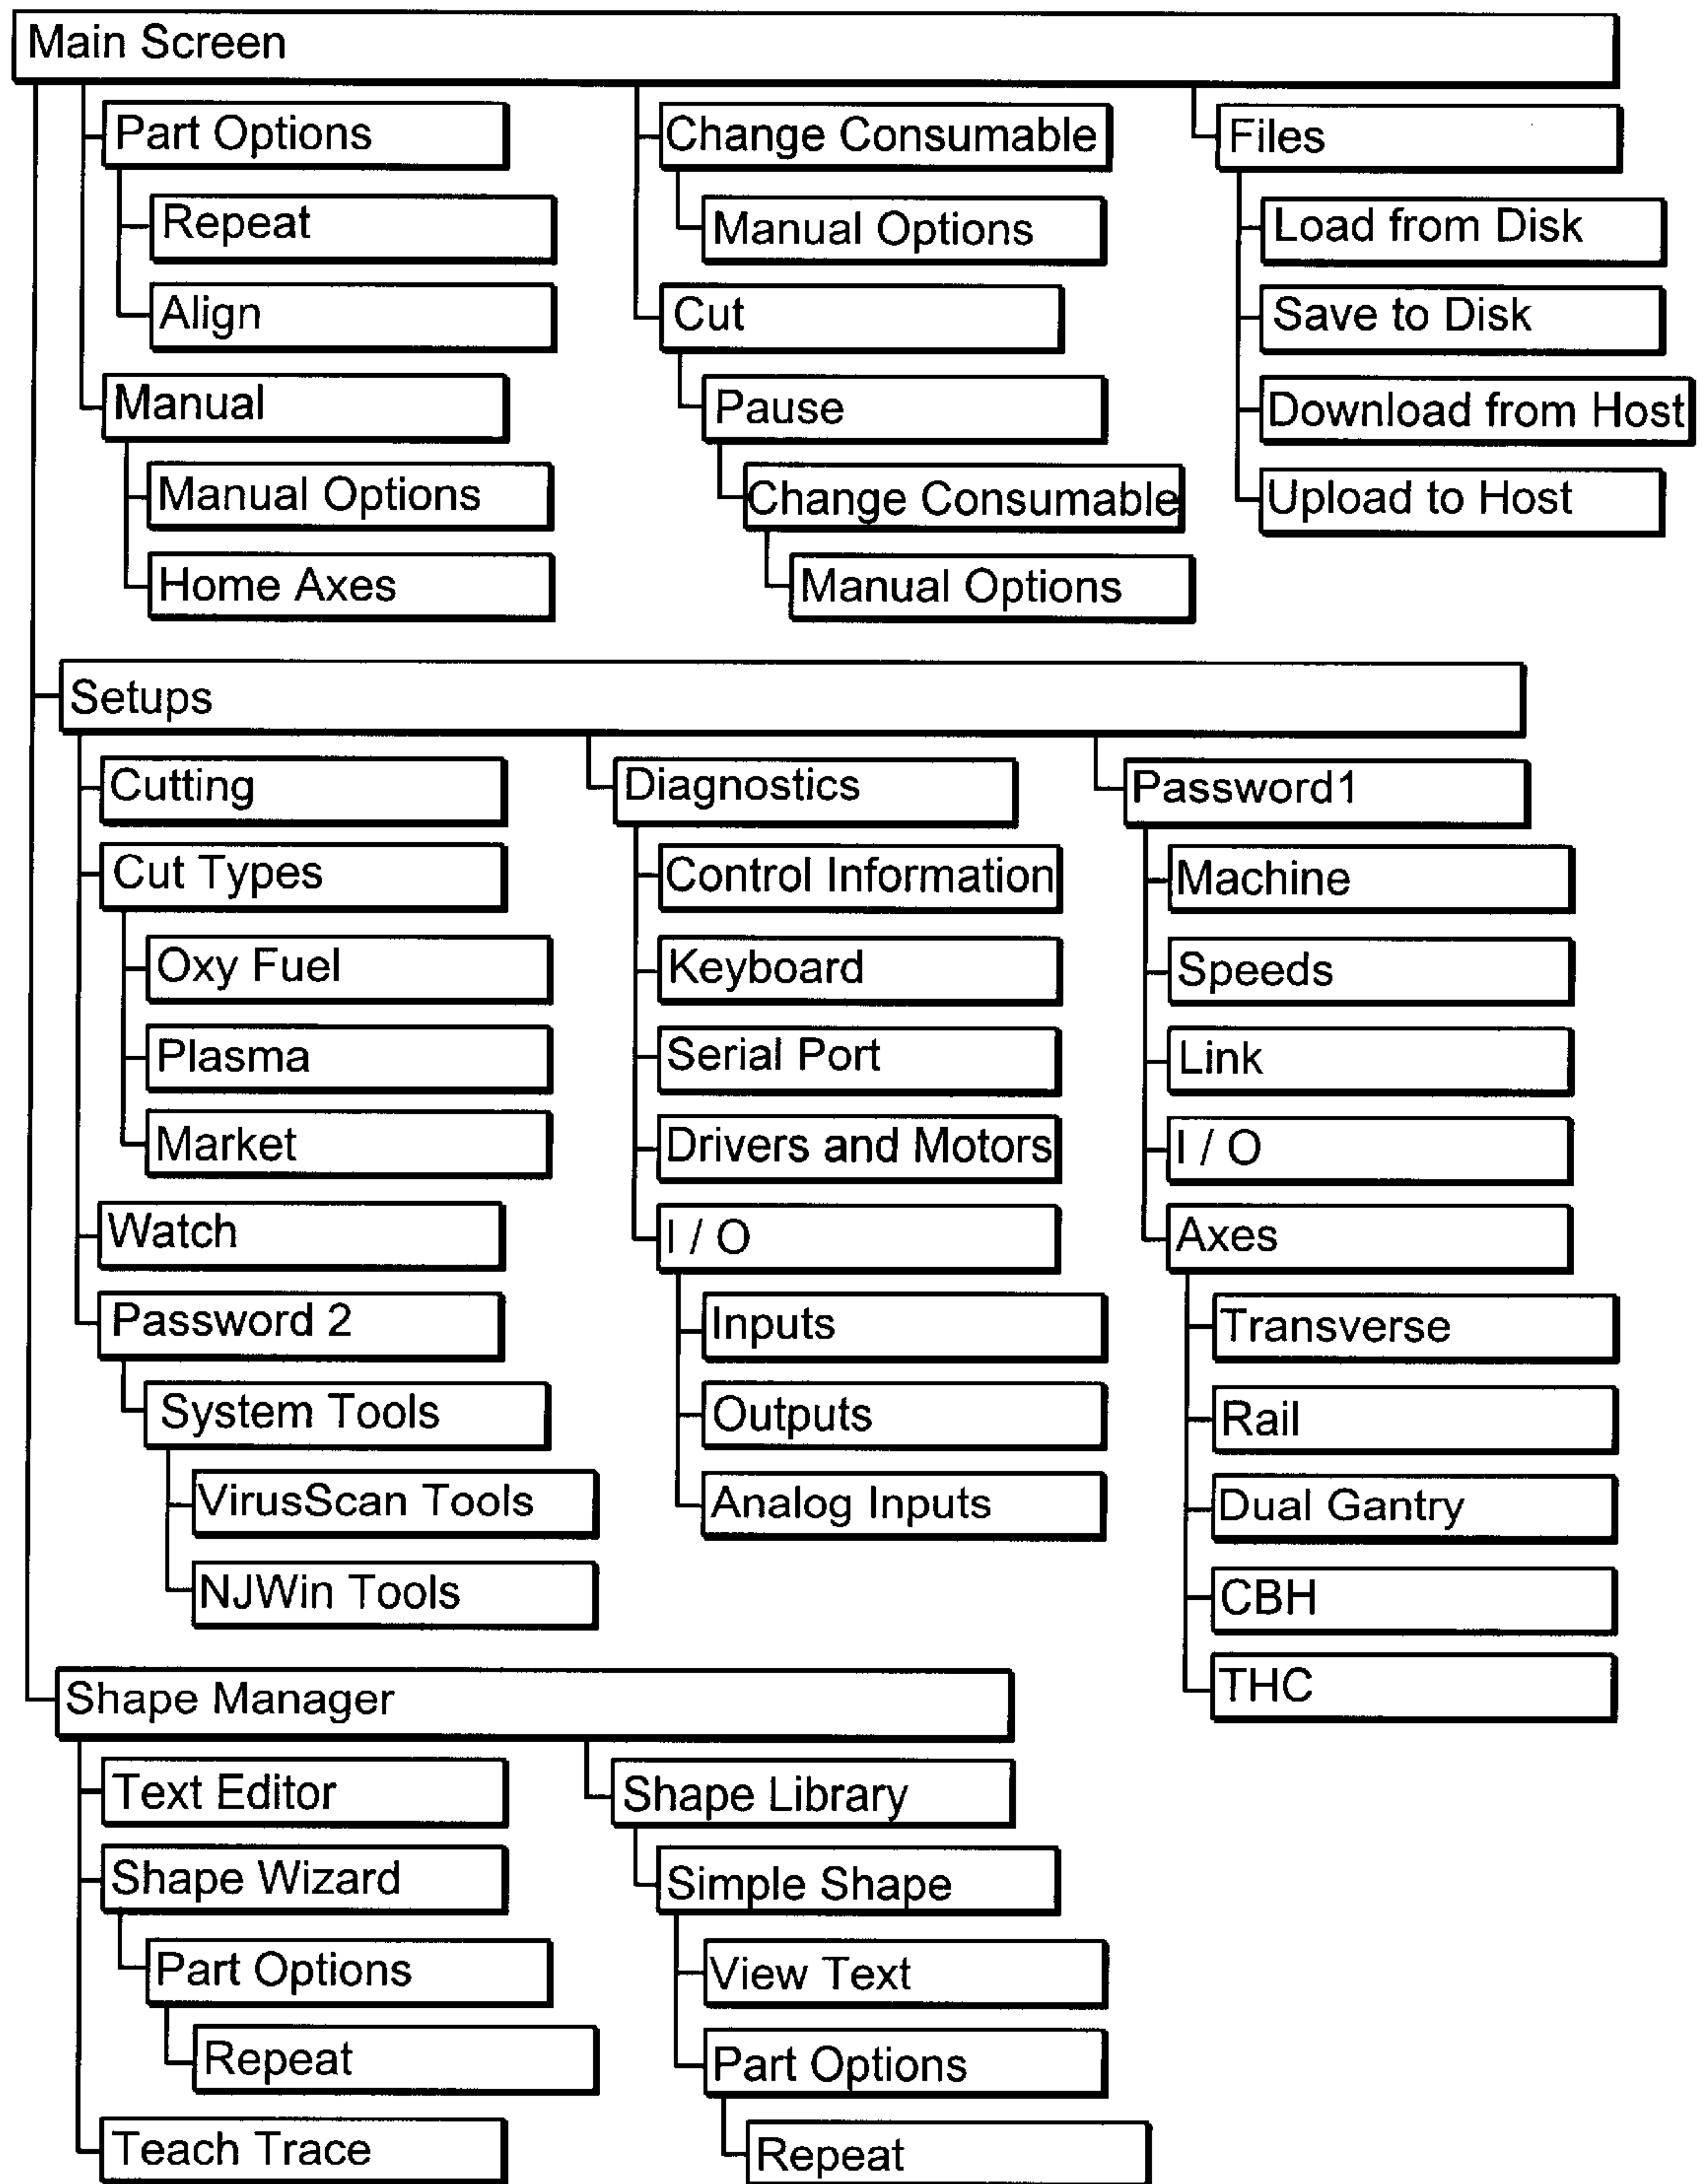 Main Screen
Part Options
Repeat
Align
Manual
Manual Options
Home Axes
Change Consumable
Manual Options
Cut
Pause
Change Consumable
Manual Options
Files
Load from Disk
Save to Disk
Download from Host
Upload to Host
Setups
Cutting
Cut Types
Oxy Fuel
Plasma
Market
Watch
Password 2
System Tools
VirusScan Tools
NJWin Tools
Diagnostics
Control Information
Keyboard
Serial Port
Drivers and Motors
I / O
Inputs
Outputs
Analog Inputs
Password1
Machine
Speeds
Link
I / O
Axes
Transverse
Rail
Dual Gantry
CBH
THC
Shape Manager
Text Editor
Shape Wizard
Part Options
Repeat
Teach Trace
Shape Library
Simple Shape
View Text
Part Options
Repeat